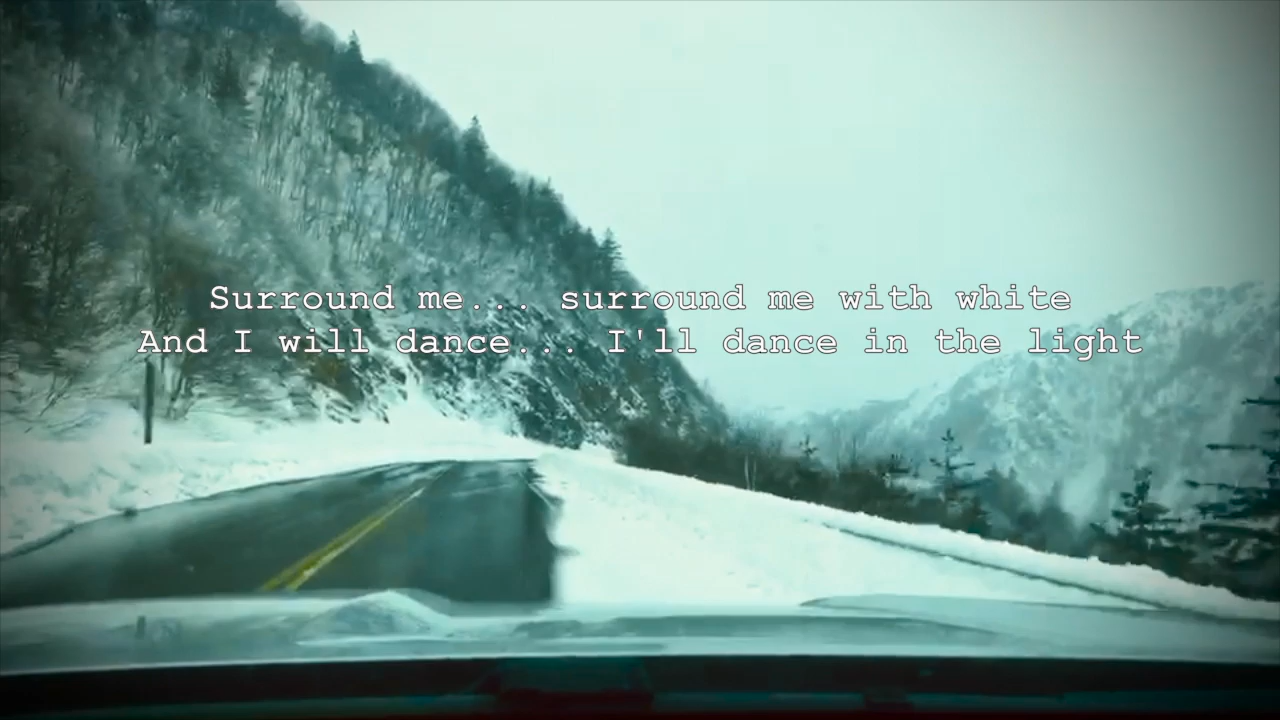 Surround me... surround me with white
And I will dance... I'll dance in the light